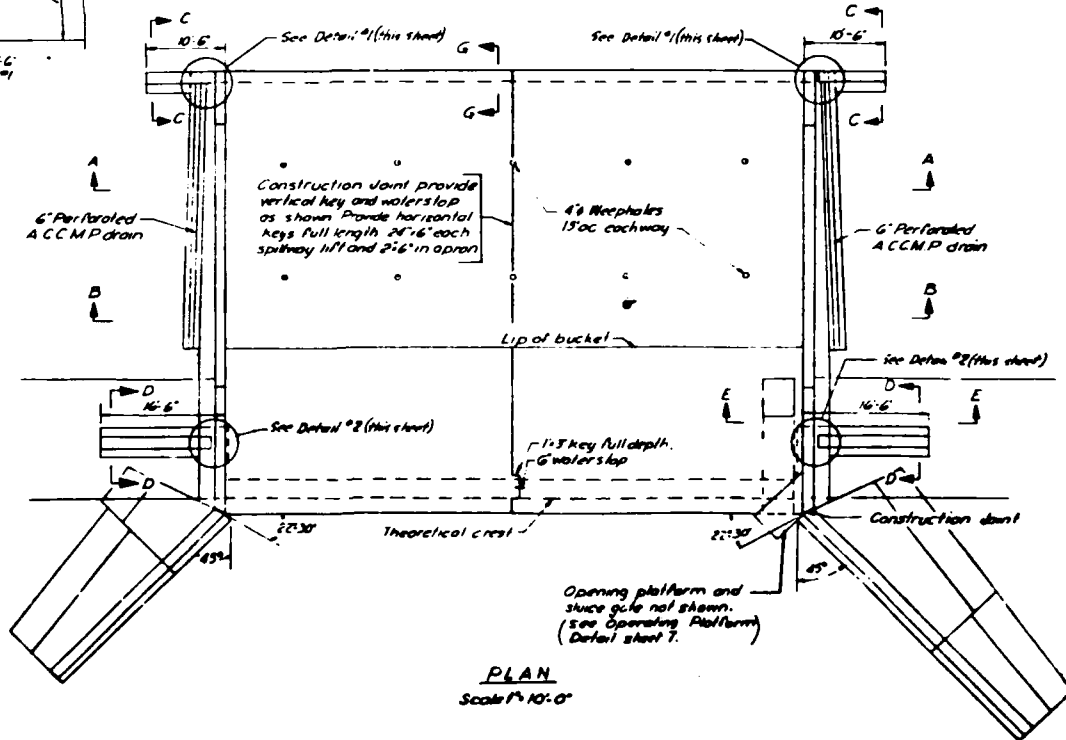 C
C
10'-6"
10'-6"
See Detail #1 (this sheet)
See Detail #1 (this sheet)
G
G
C
C
A
A
6" Perforated
A C C M P drain
Construction Joint provide
vertical key and waterstop
as shown Provide horizontal
keys full length 24"x6" each
spillway lift and 2'-6" in apron
4"ø Weepholes
15' oc eachway
6" Perforated
A C C M P drain
B
B
Lip of bucket
See Detail #2 (this sheet)
D
D
16'-6"
16'-6"
E
E
See Detail #2 (this sheet)
1'-3" key full depth.
6" waterstop
D
D
Theoretical crest
22°-30'
22°-30'
Construction Joint
45°
45°
Opening platform and
sluice gate not shown.
(see Operating Platform)
Detail sheet 7.
PLAN
Scale 1"=10'-0"